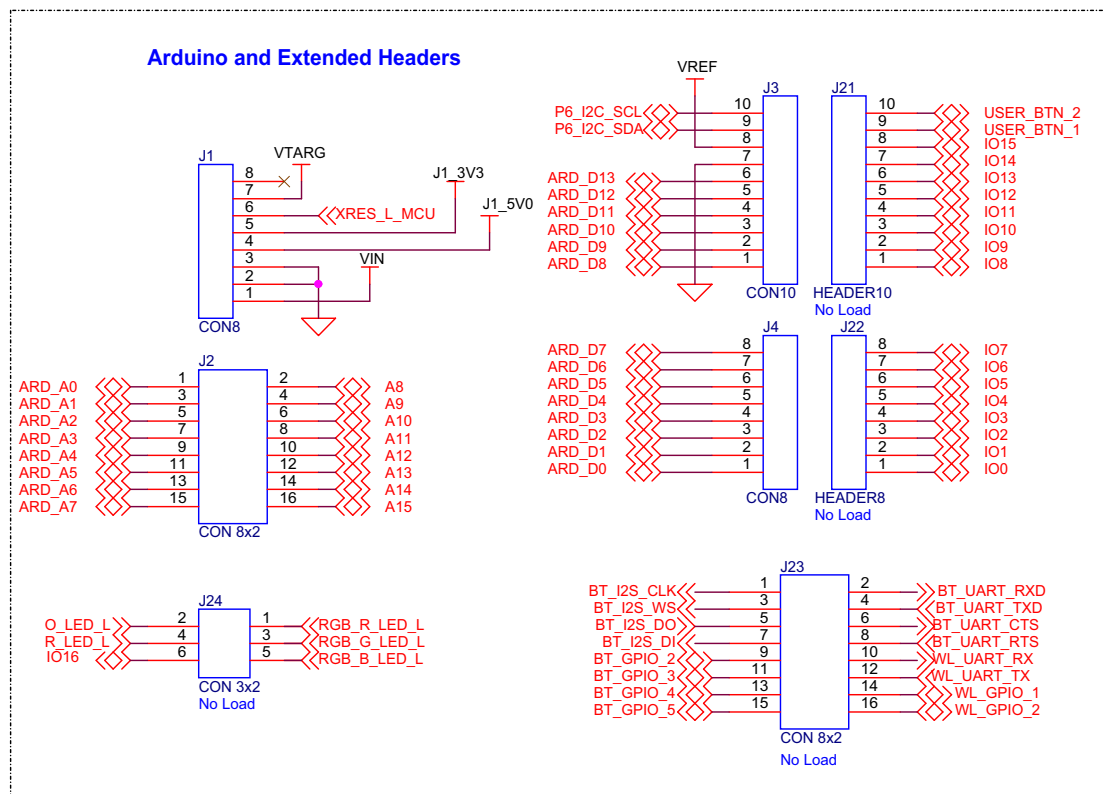 Arduino and Extended Headers
J1
VTARG
8
7
6
5
4
3
2
1
XRES_L_MCU
J1_3V3
J1_5V0
VIN
CON8
VREF
J3
P6_I2C_SCL 10
P6_I2C_SDA 9
8
7
ARD_D13 6
ARD_D12 5
ARD_D11 4
ARD_D10 3
ARD_D9 2
ARD_D8 1
CON10
J21
10 USER_BTN_2
9 USER_BTN_1
8 IO15
7 IO14
6 IO13
5 IO12
4 IO11
3 IO10
2 IO9
1 IO8
HEADER10
No Load
J2
ARD_A0 1 2 A8
ARD_A1 3 4 A9
ARD_A2 5 6 A10
ARD_A3 7 8 A11
ARD_A4 9 10 A12
ARD_A5 11 12 A13
ARD_A6 13 14 A14
ARD_A7 15 16 A15
CON 8x2
J4
ARD_D7 8
ARD_D6 7
ARD_D5 6
ARD_D4 5
ARD_D3 4
ARD_D2 3
ARD_D1 2
ARD_D0 1
CON8
J22
8 IO7
7 IO6
6 IO5
5 IO4
4 IO3
3 IO2
2 IO1
1 IO0
HEADER8
No Load
J24
O_LED_L 2 1 RGB_R_LED_L
R_LED_L 4 3 RGB_G_LED_L
IO16 6 5 RGB_B_LED_L
CON 3x2
No Load
J23
BT_I2S_CLK 1 2 BT_UART_RXD
BT_I2S_WS 3 4 BT_UART_TXD
BT_I2S_DO 5 6 BT_UART_CTS
BT_I2S_DI 7 8 BT_UART_RTS
BT_GPIO_2 9 10 WL_UART_RX
BT_GPIO_3 11 12 WL_UART_TX
BT_GPIO_4 13 14 WL_GPIO_1
BT_GPIO_5 15 16 WL_GPIO_2
CON 8x2
No Load